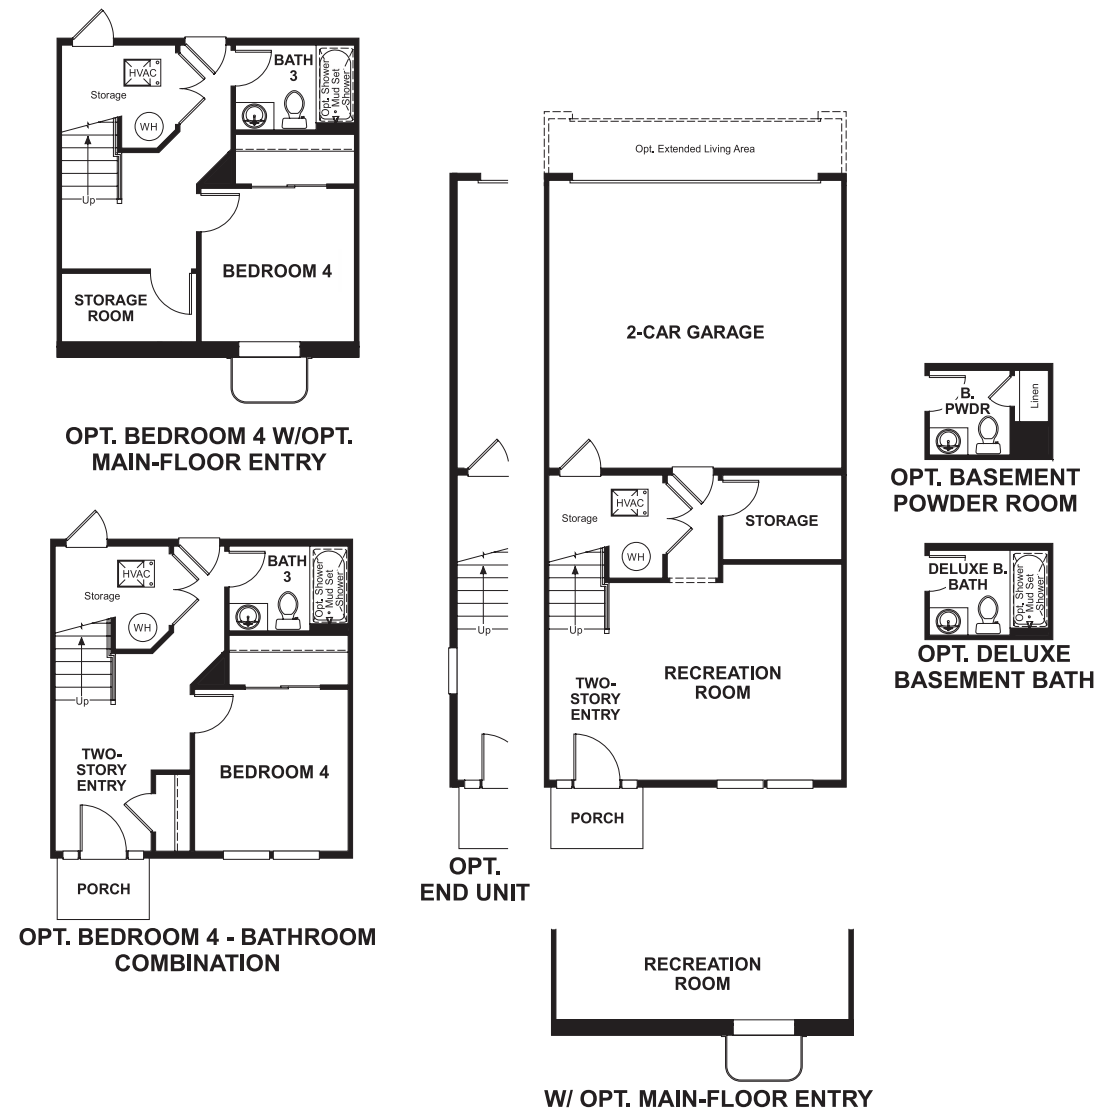 HVAC
Storage
WH
BATH
3
Opt. Shower
• Mud Set
Shower
Up
BEDROOM 4
STORAGE
ROOM
OPT. BEDROOM 4 W/OPT.
MAIN-FLOOR ENTRY
HVAC
Storage
WH
BATH
3
Opt. Shower
• Mud Set
Shower
Up
TWO-
STORY
ENTRY
BEDROOM 4
PORCH
OPT. BEDROOM 4 - BATHROOM
COMBINATION
Up
OPT.
END UNIT
Opt. Extended Living Area
2-CAR GARAGE
HVAC
Storage
WH
STORAGE
Up
RECREATION
ROOM
TWO-
STORY
ENTRY
PORCH
RECREATION
ROOM
W/ OPT. MAIN-FLOOR ENTRY
B.
PWDR
Linen
OPT. BASEMENT
POWDER ROOM
DELUXE B.
BATH
Opt. Shower
• Mud Set
Shower
OPT. DELUXE
BASEMENT BATH